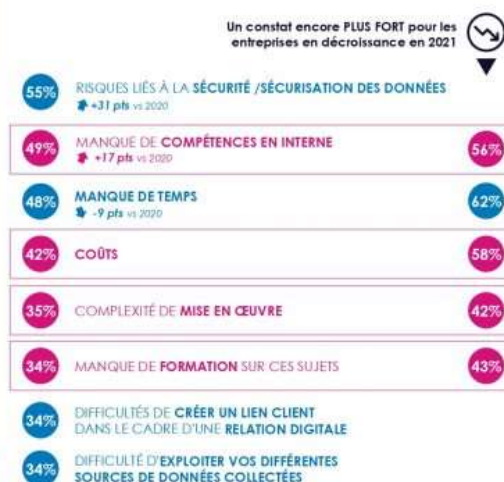 Un constat encore PLUS FORT pour les
entreprises en décroissance en 2021
55% RISQUES LIÉS À LA SÉCURITÉ /SÉCURISATION DES DONNÉES
+31 pts vs 2020
49% MANQUE DE COMPÉTENCES EN INTERNE 56%
+17 pts vs 2020
48% MANQUE DE TEMPS 62%
-9 pts vs 2020
42% COÛTS 58%
35% COMPLEXITÉ DE MISE EN ŒUVRE 42%
34% MANQUE DE FORMATION SUR CES SUJETS 43%
34% DIFFICULTÉS DE CRÉER UN LIEN CLIENT
DANS LE CADRE D'UNE RELATION DIGITALE
34% DIFFICULTÉ D'EXPLOITER VOS DIFFÉRENTES
SOURCES DE DONNÉES COLLECTÉES